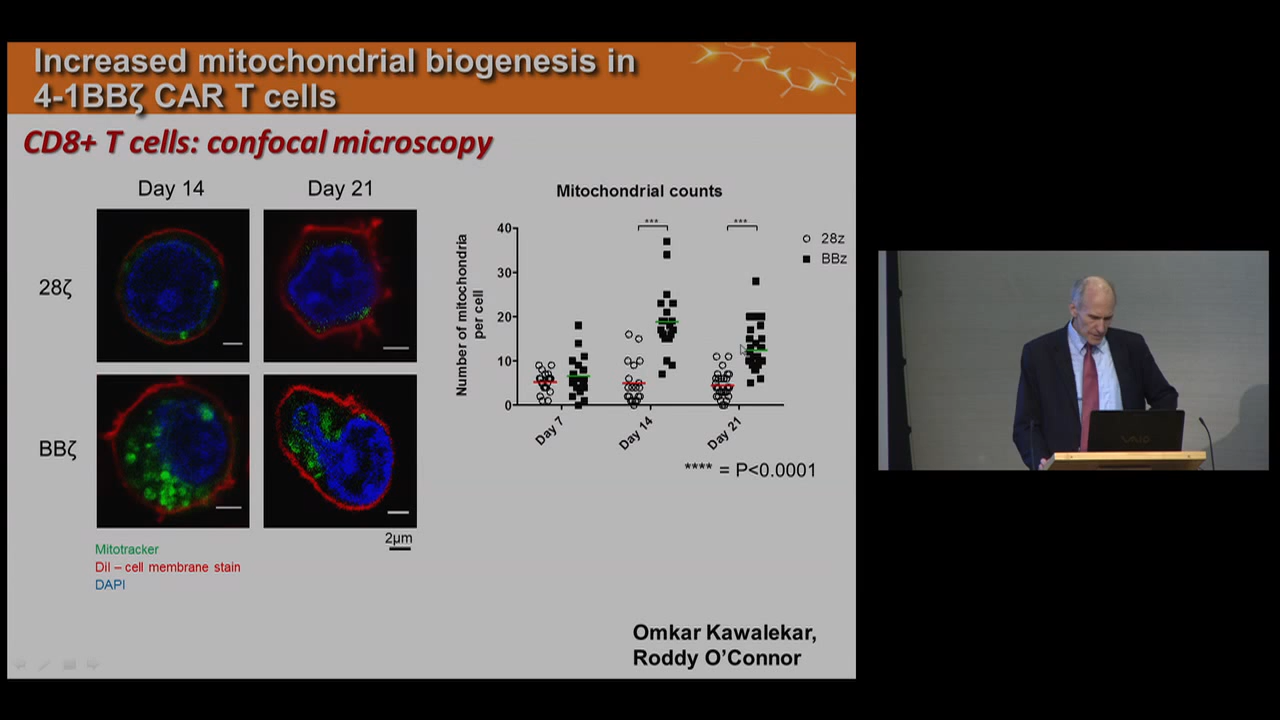 Increased mitochondrial biogenesis in
4-1BBζ CAR T cells
CD8+ T cells: confocal microscopy
Day 14
Day 21
28ζ
BBζ
Mitotracker
DiI – cell membrane stain
DAPI
2µm
Mitochondrial counts
Number of mitochondria
per cell
40
30
20
10
0
***
***
28z
BBz
Day 7
Day 14
Day 21
**** = P<0.0001
Omkar Kawalekar,
Roddy O’Connor
VAIO